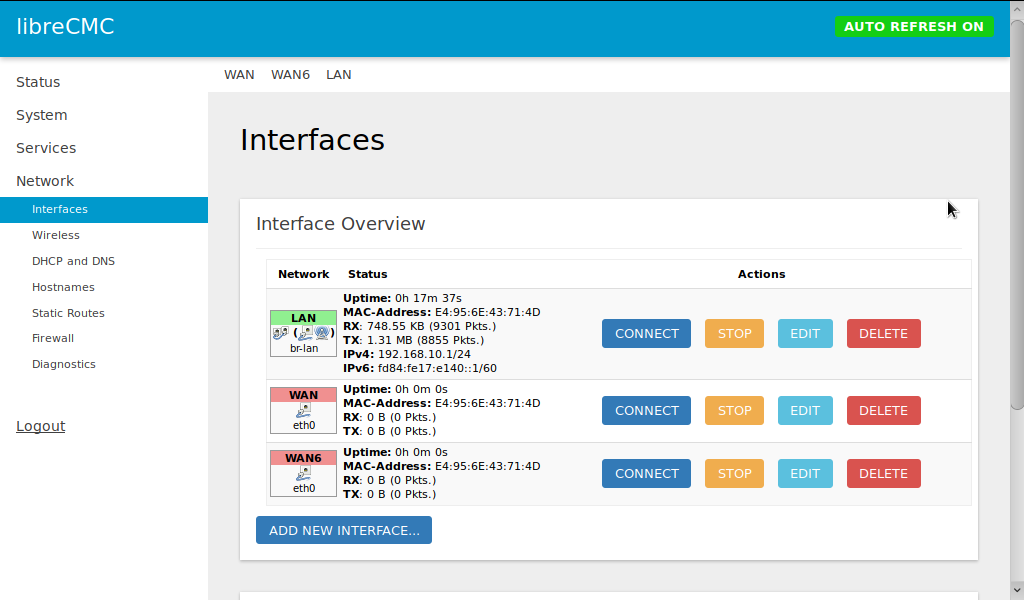 libreCMC
AUTO REFRESH ON
Status
System
Services
Network
Interfaces
Wireless
DHCP and DNS
Hostnames
Static Routes
Firewall
Diagnostics
Logout
WAN WAN6 LAN
Interfaces
Interface Overview
Network Status Actions
LAN
( )
br-lan
Uptime: 0h 17m 37s
MAC-Address: E4:95:6E:43:71:4D
RX: 748.55 KB (9301 Pkts.)
TX: 1.31 MB (8855 Pkts.)
IPv4: 192.168.10.1/24
IPv6: fd84:fe17:e140::1/60
CONNECT STOP EDIT DELETE
WAN
eth0
Uptime: 0h 0m 0s
MAC-Address: E4:95:6E:43:71:4D
RX: 0 B (0 Pkts.)
TX: 0 B (0 Pkts.)
CONNECT STOP EDIT DELETE
WAN6
eth0
Uptime: 0h 0m 0s
MAC-Address: E4:95:6E:43:71:4D
RX: 0 B (0 Pkts.)
TX: 0 B (0 Pkts.)
CONNECT STOP EDIT DELETE
ADD NEW INTERFACE...